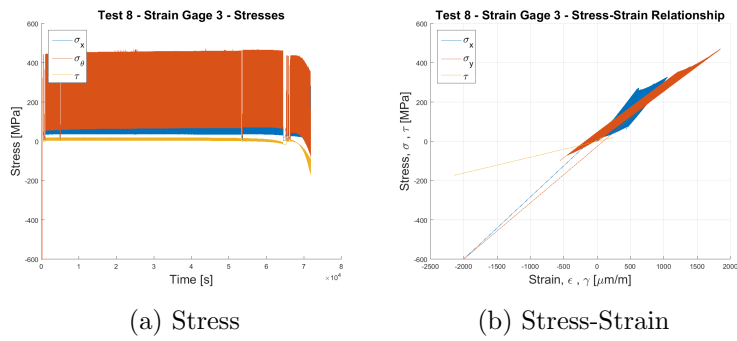 Test 8 - Strain Gage 3 - Stresses
Stress [MPa]
600
400
200
0
-200
-400
-600
σx
σθ
τ
0 1 2 3 4 5 6 7 8
×10⁴
Time [s]
(a) Stress
Test 8 - Strain Gage 3 - Stress-Strain Relationship
Stress, σ , τ [MPa]
600
400
200
0
-200
-400
-600
σx
σy
τ
-2500 -2000 -1500 -1000 -500 0 500 1000 1500 2000
Strain, ϵ , γ [μm/m]
(b) Stress-Strain